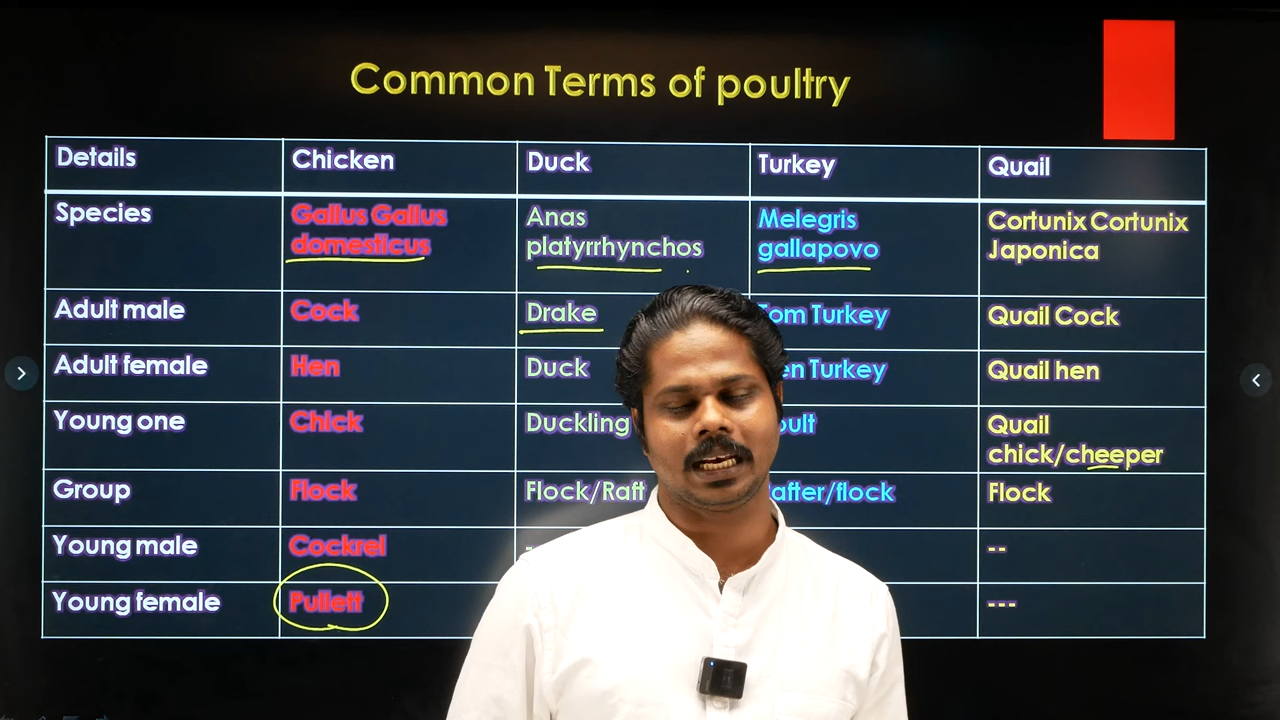 Common Terms of poultry
Details Chicken Duck Turkey Quail
Species Gallus Gallus Anas Melegris Cortunix Cortunix
domesticus platyrrhynchos gallapovo Japonica
Adult male Cock Drake Tom Turkey Quail Cock
Adult female Hen Duck en Turkey Quail hen
Young one Chick Duckling oult Quail
chick/cheeper
Group Flock Flock/Raft after/flock Flock
Young male Cockrel --
Young female Pullett ---